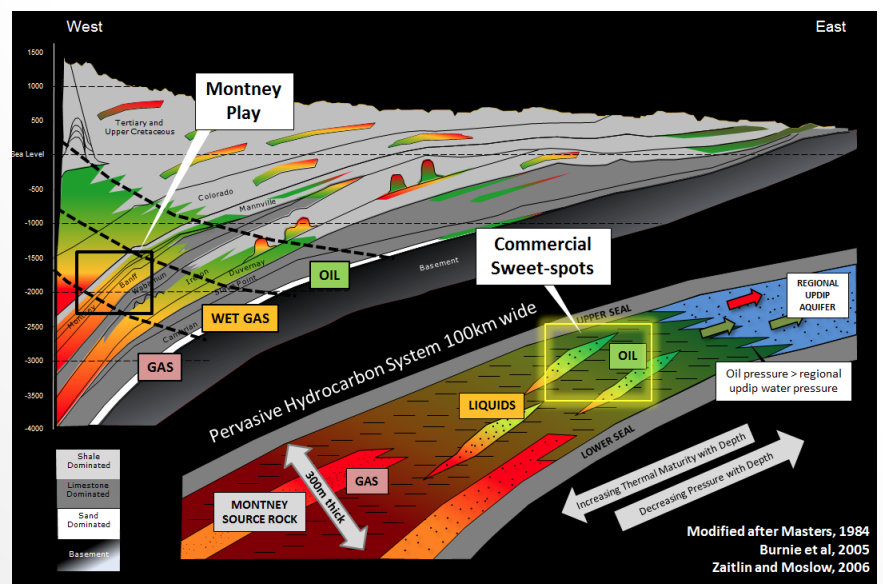 West
East
1500
1000
500
Sea Level
-500
-1000
-1500
-2000
-2500
-3000
-3500
-4000
Montney
Play
Tertiary and
Upper Cretaceous
Colorado
Mannville
Banff
Wabamun
Ireton
Duvernay
Montney
Cambrian
Basement
OIL
WET GAS
GAS
Commercial
Sweet-spots
Pervasive Hydrocarbon System 100km wide
UPPER SEAL
REGIONAL
UPDIP
AQUIFER
OIL
Oil pressure > regional
updip water pressure
LIQUIDS
LOWER SEAL
GAS
300m thick
MONTNEY
SOURCE ROCK
Increasing Thermal Maturity with Depth
Decreasing Pressure with Depth
Shale
Dominated
Limestone
Dominated
Sand
Dominated
Basement
Modified after Masters, 1984
Burnie et al, 2005
Zaitlin and Moslow, 2006